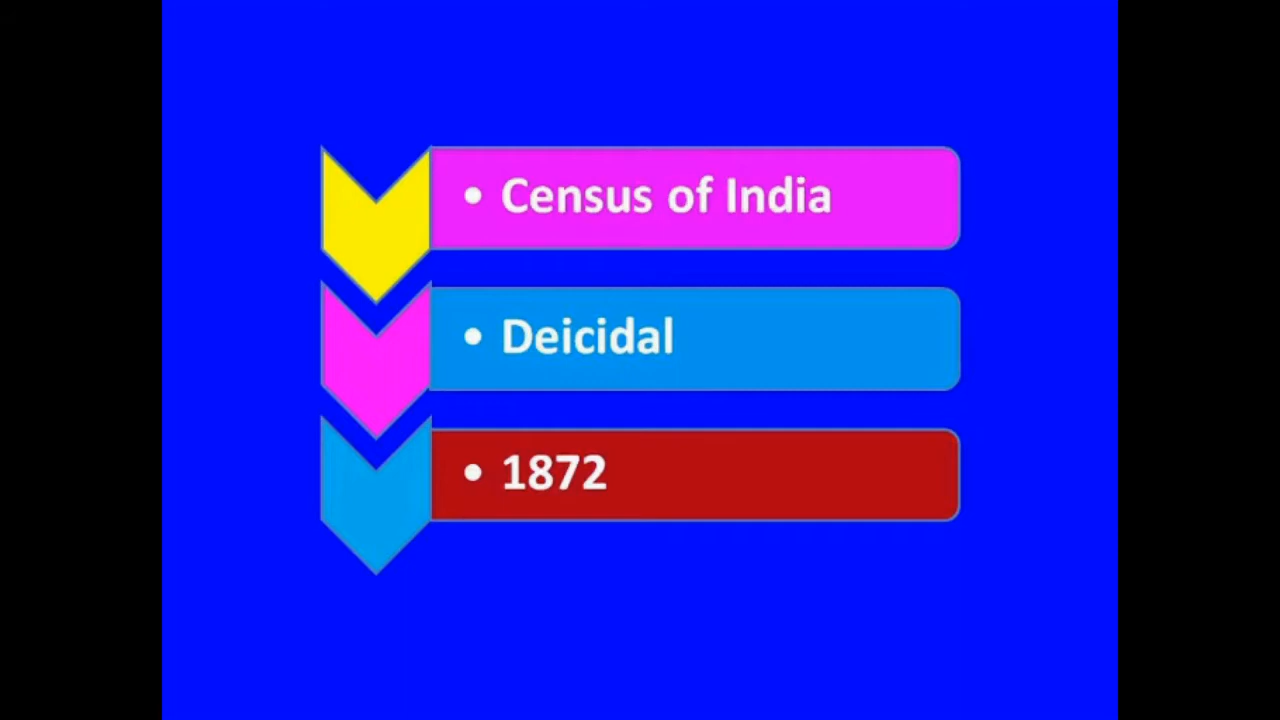 • Census of India
• Deicidal
• 1872